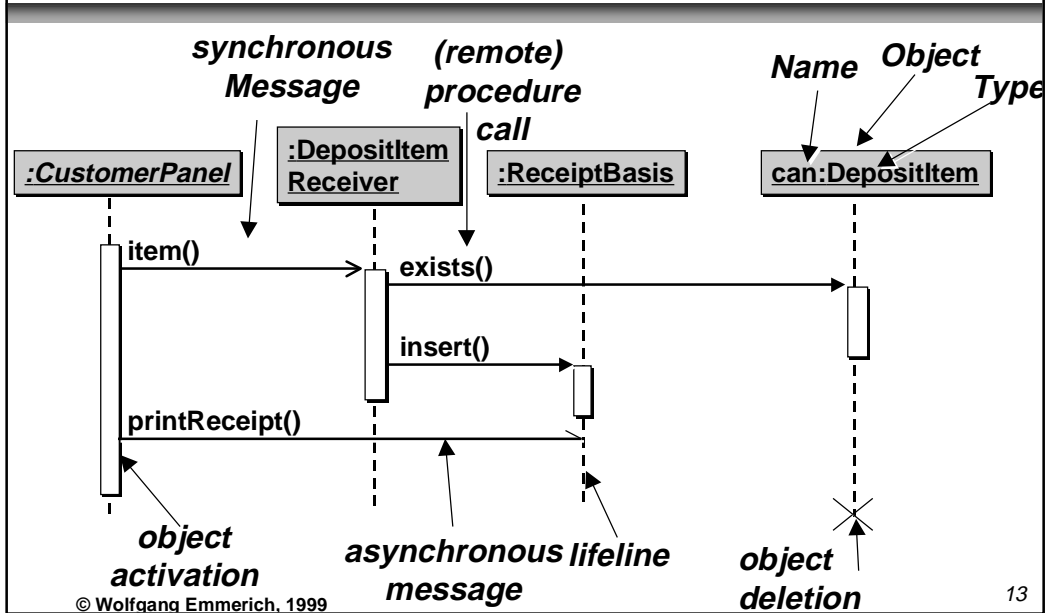 synchronous
Message
(remote)
procedure
call
Name
Object
Type
:CustomerPanel
:DepositItem
Receiver
:ReceiptBasis
can:DepositItem
item()
exists()
insert()
printReceipt()
object
activation
asynchronous
message
lifeline
object
deletion
© Wolfgang Emmerich, 1999
13